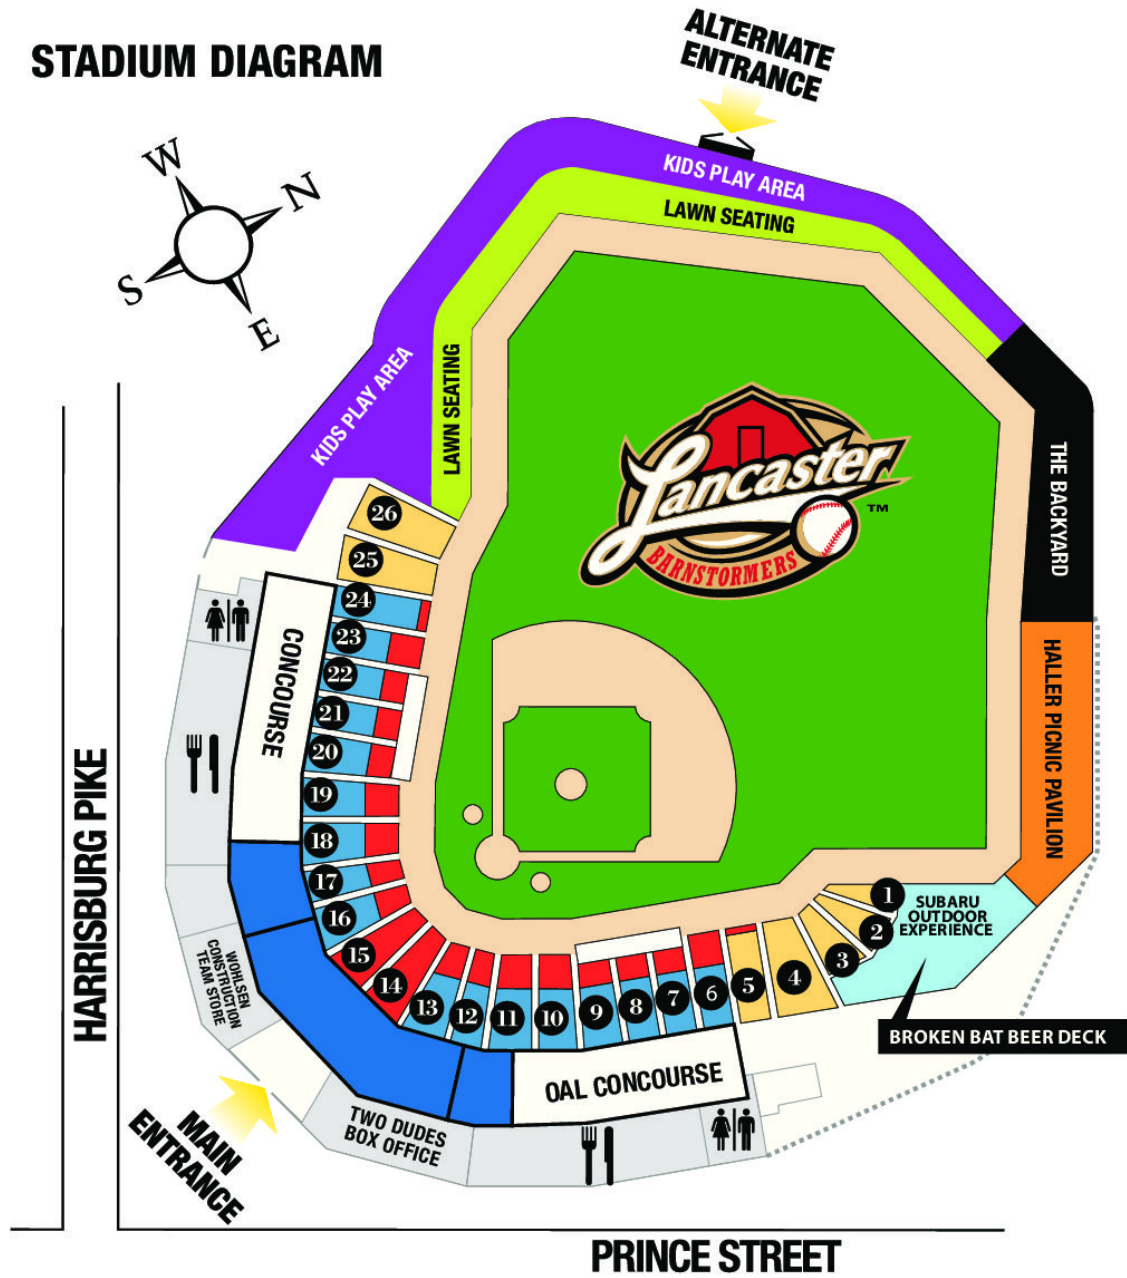 STADIUM DIAGRAM
ALTERNATE
ENTRANCE
W
N
S
E
KIDS PLAY AREA
LAWN SEATING
KIDS PLAY AREA
LAWN SEATING
Lancaster
BARNSTORMERS
TM
THE BACKYARD
HALLER PICNIC PAVILION
26
25
24
23
22
21
20
19
18
17
16
15
14
13
12
11
10
9
8
7
6
5
4
3
2
1
CONCOURSE
SUBARU
OUTDOOR
EXPERIENCE
BROKEN BAT BEER DECK
OAL CONCOURSE
WOHLSEN
CONSTRUCTION
TEAM STORE
TWO DUDES
BOX OFFICE
MAIN
ENTRANCE
HARRISBURG PIKE
PRINCE STREET